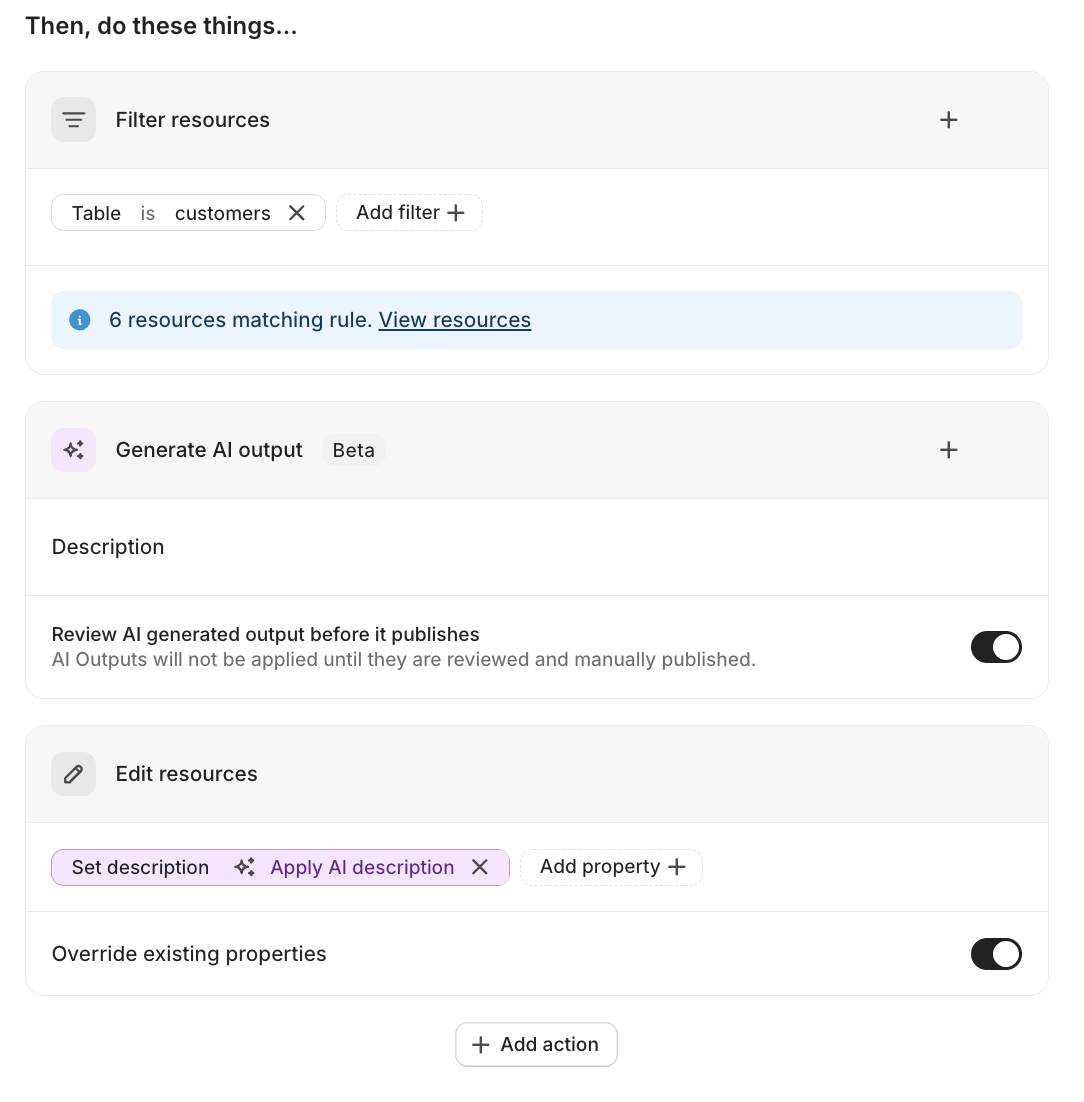 Then, do these things...
Filter resources
Table is customers
Add filter
6 resources matching rule. View resources
Generate AI output Beta
Description
Review AI generated output before it publishes
AI Outputs will not be applied until they are reviewed and manually published.
Edit resources
Set description Apply AI description
Add property
Override existing properties
Add action